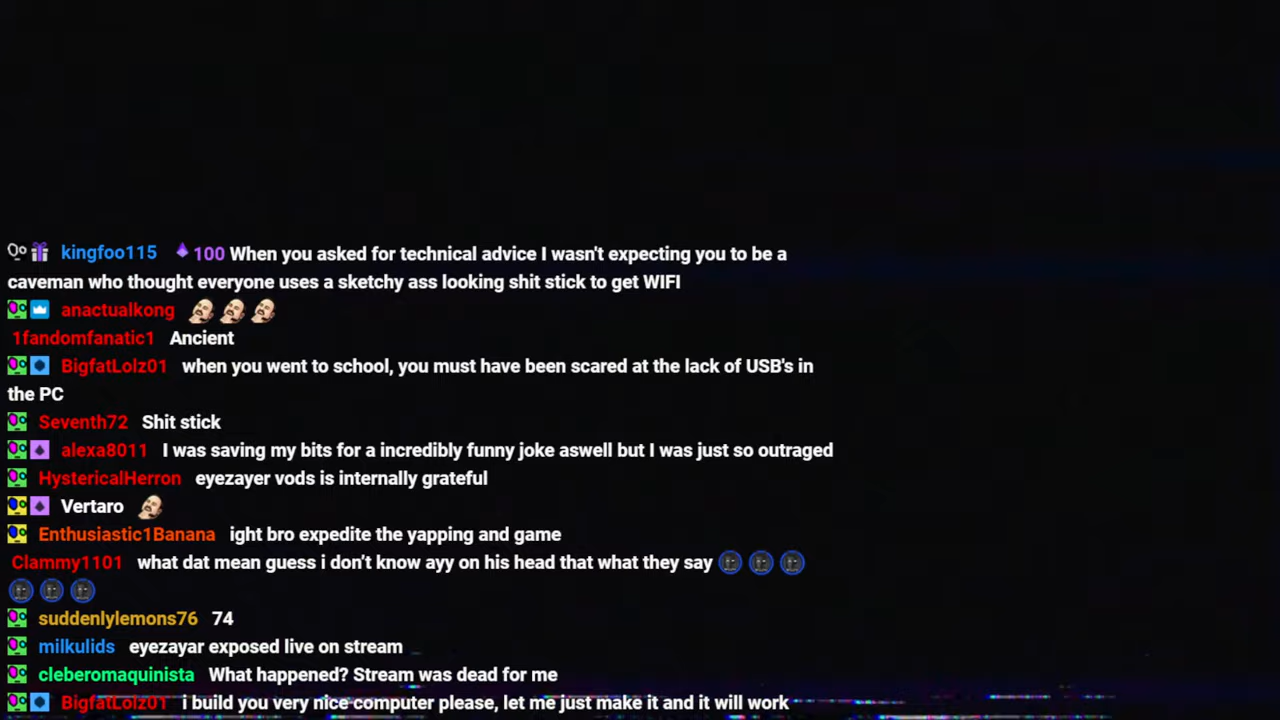 kingfoo115 100 When you asked for technical advice I wasn't expecting you to be a
caveman who thought everyone uses a sketchy ass looking shit stick to get WIFI
anactualkong
1fandomfanatic1 Ancient
BigfatLolz01 when you went to school, you must have been scared at the lack of USB's in
the PC
Seventh72 Shit stick
alexa8011 I was saving my bits for a incredibly funny joke aswell but I was just so outraged
HystericalHerron eyezayer vods is internally grateful
Vertaro
Enthusiastic1Banana ight bro expedite the yapping and game
Clammy1101 what dat mean guess i don't know ayy on his head that what they say
suddenlylemons76 74
milkulids eyezayar exposed live on stream
cleberomaquinista What happened? Stream was dead for me
BigfatLolz01 i build you very nice computer please, let me just make it and it will work